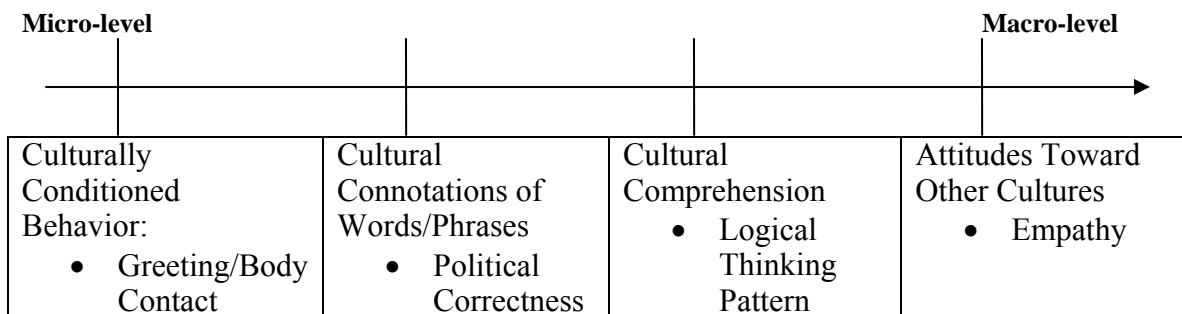 Micro-level
Macro-level
Culturally
Conditioned
Behavior:
• Greeting/Body
Contact
Cultural
Connotations of
Words/Phrases
• Political
Correctness
Cultural
Comprehension
• Logical
Thinking
Pattern
Attitudes Toward
Other Cultures
• Empathy